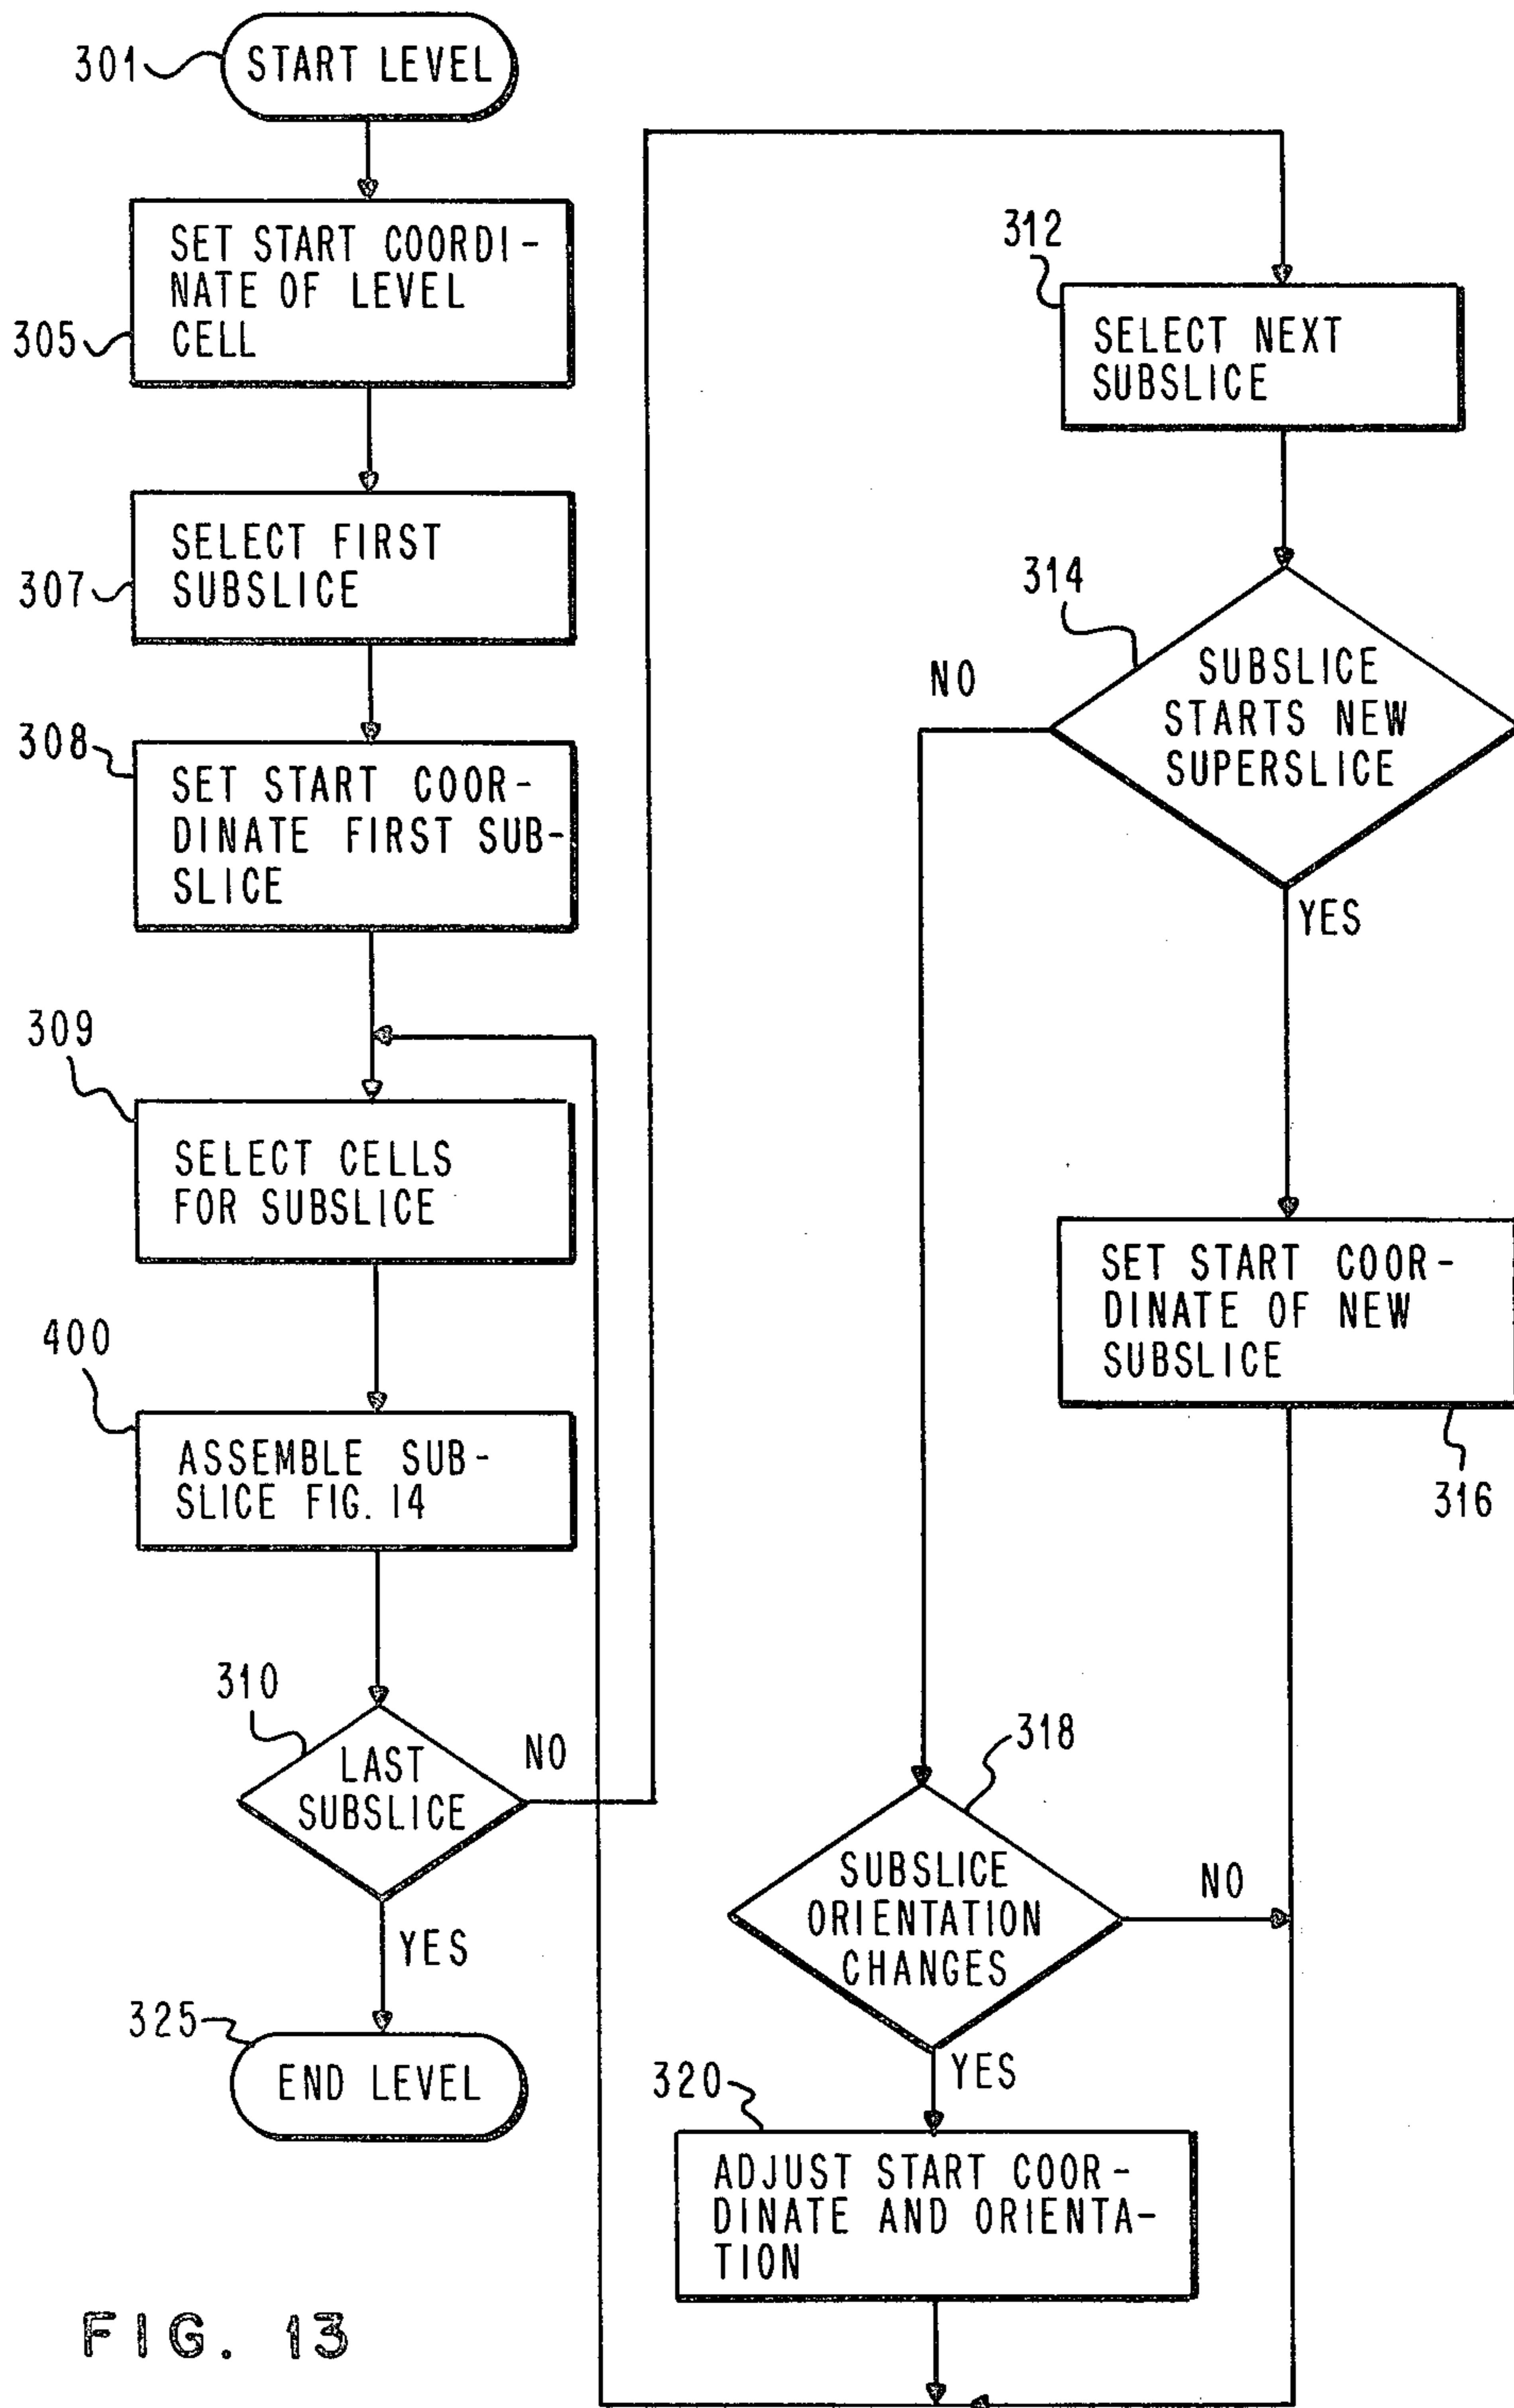 301
START LEVEL
SET START COORDI-
NATE OF LEVEL
CELL
305
SELECT FIRST
SUBSLICE
307
308
SET START COOR-
DINATE FIRST SUB-
SLICE
309
SELECT CELLS
FOR SUBSLICE
400
ASSEMBLE SUB-
SLICE FIG. 14
310
LAST
SUBSLICE
NO
YES
325
END LEVEL
312
SELECT NEXT
SUBSLICE
314
SUBSLICE
STARTS NEW
SUPERSLICE
NO
YES
SET START COOR-
DINATE OF NEW
SUBSLICE
316
318
SUBSLICE
ORIENTATION
CHANGES
NO
YES
320
ADJUST START COOR-
DINATE AND ORIENTA-
TION
FIG. 13